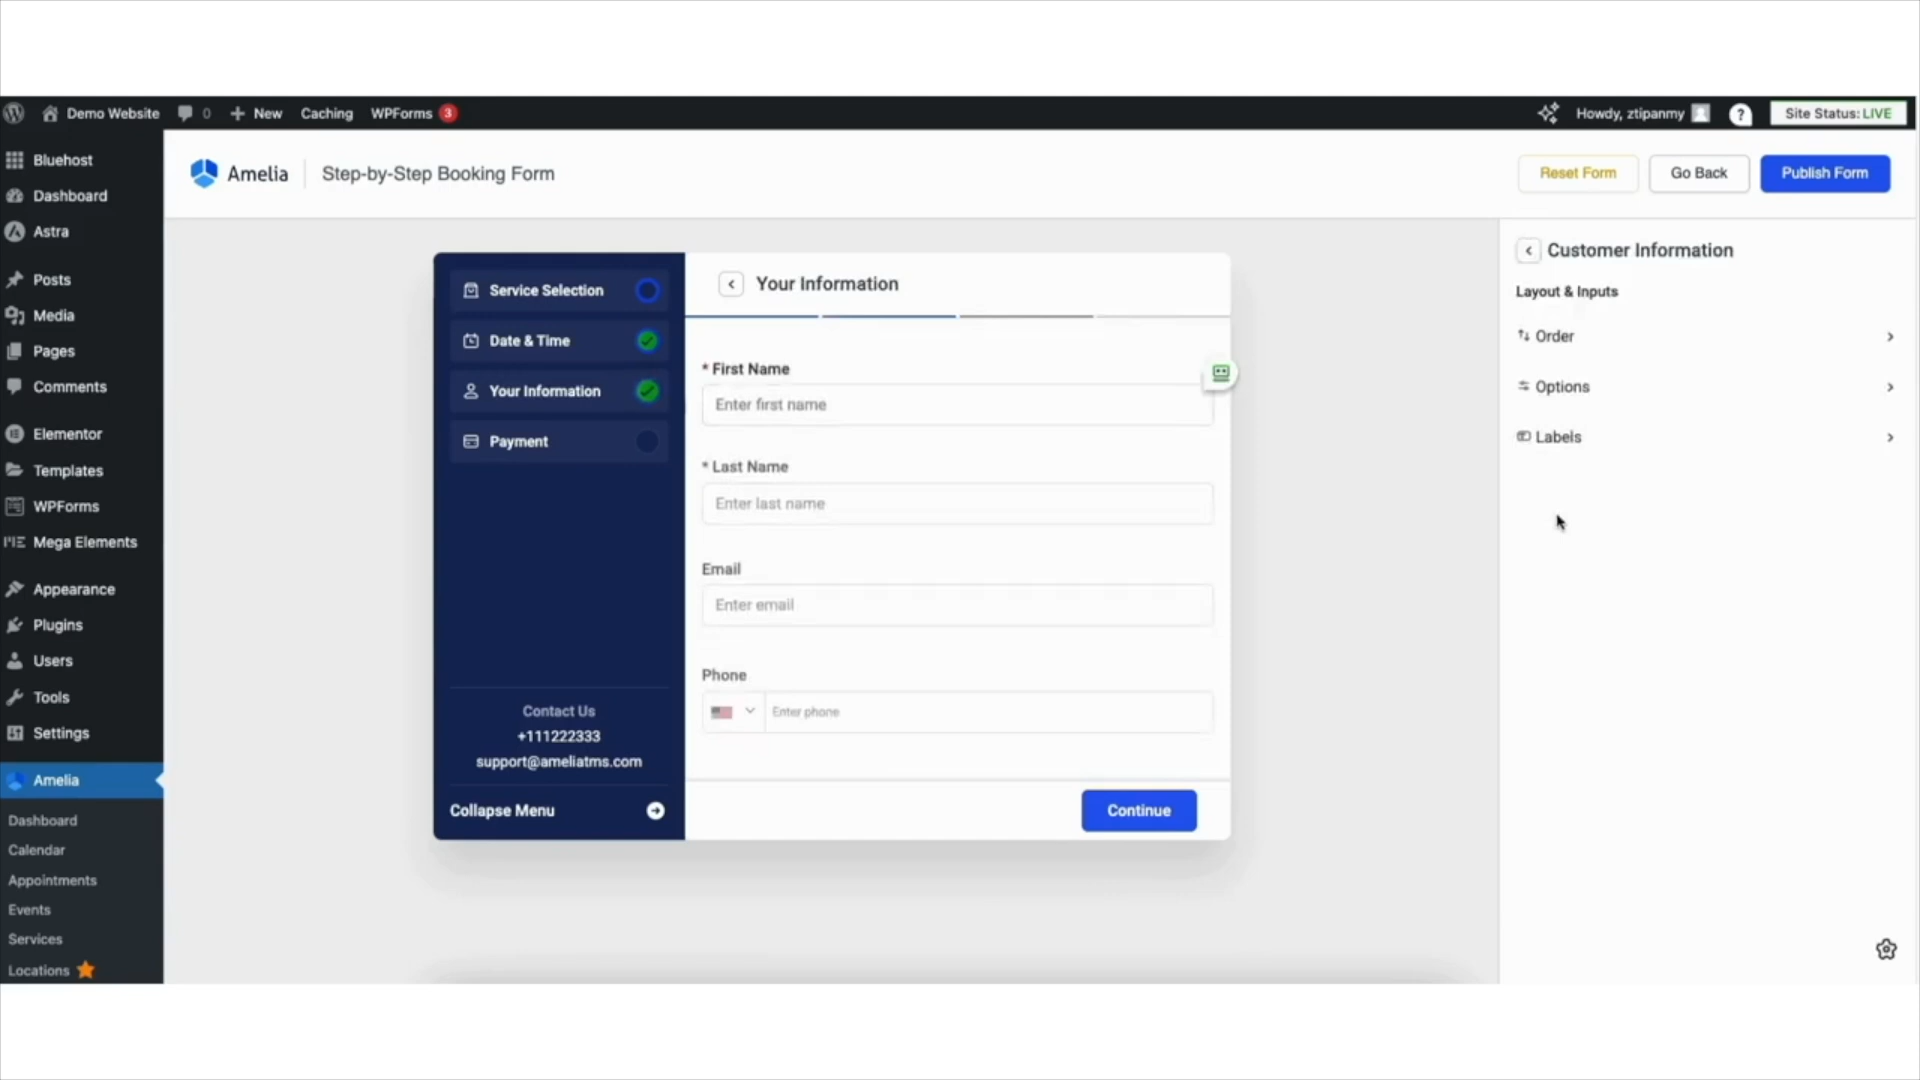 Demo Website
0
New
Caching
WPForms 3
Howdy, ztipanmy
?
Site Status: LIVE
Bluehost
Dashboard
Astra
Posts
Media
Pages
Comments
Elementor
Templates
WPForms
Mega Elements
Appearance
Plugins
Users
Tools
Settings
Amelia
Dashboard
Calendar
Appointments
Events
Services
Locations
Amelia
Step-by-Step Booking Form
Reset Form
Go Back
Publish Form
Service Selection
Date & Time
Your Information
Payment
Contact Us
+111222333
support@ameliatms.com
Collapse Menu
Your Information
* First Name
Enter first name
* Last Name
Enter last name
Email
Enter email
Phone
Enter phone
Continue
Customer Information
Layout & Inputs
Order
Options
Labels